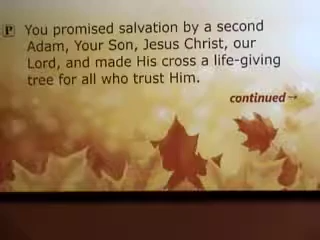 P You promised salvation by a second
Adam, Your Son, Jesus Christ, our
Lord, and made His cross a life-giving
tree for all who trust Him.
continued→